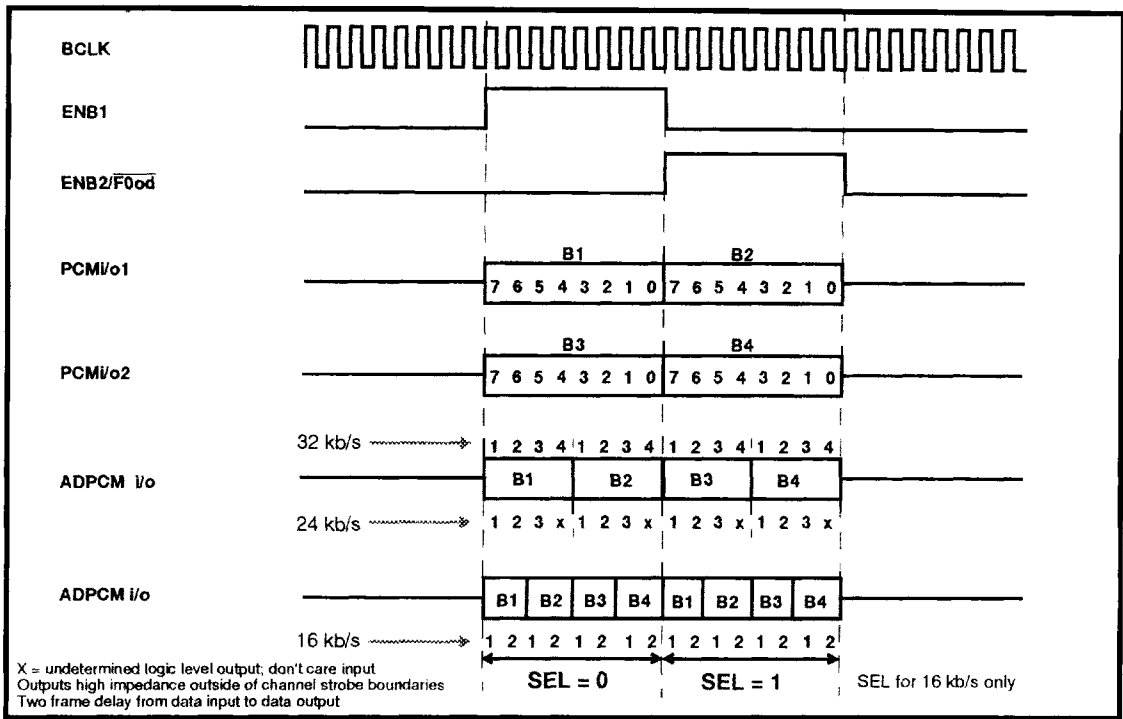 BCLK
ENB1
ENB2/F0od
B1 B2
PCMi/o1
7 6 5 4 3 2 1 0 7 6 5 4 3 2 1 0
B3 B4
PCMi/o2
7 6 5 4 3 2 1 0 7 6 5 4 3 2 1 0
32 kb/s 1 2 3 4 1 2 3 4 1 2 3 4 1 2 3 4
ADPCM i/o B1 B2 B3 B4
24 kb/s 1 2 3 x 1 2 3 x 1 2 3 x 1 2 3 x
ADPCM i/o B1 B2 B3 B4 B1 B2 B3 B4
16 kb/s 1 2 1 2 1 2 1 2 1 2 1 2 1 2 1 2
X = undetermined logic level output; don't care input
Outputs high impedance outside of channel strobe boundaries
Two frame delay from data input to data output
SEL = 0 SEL = 1 SEL for 16 kb/s only